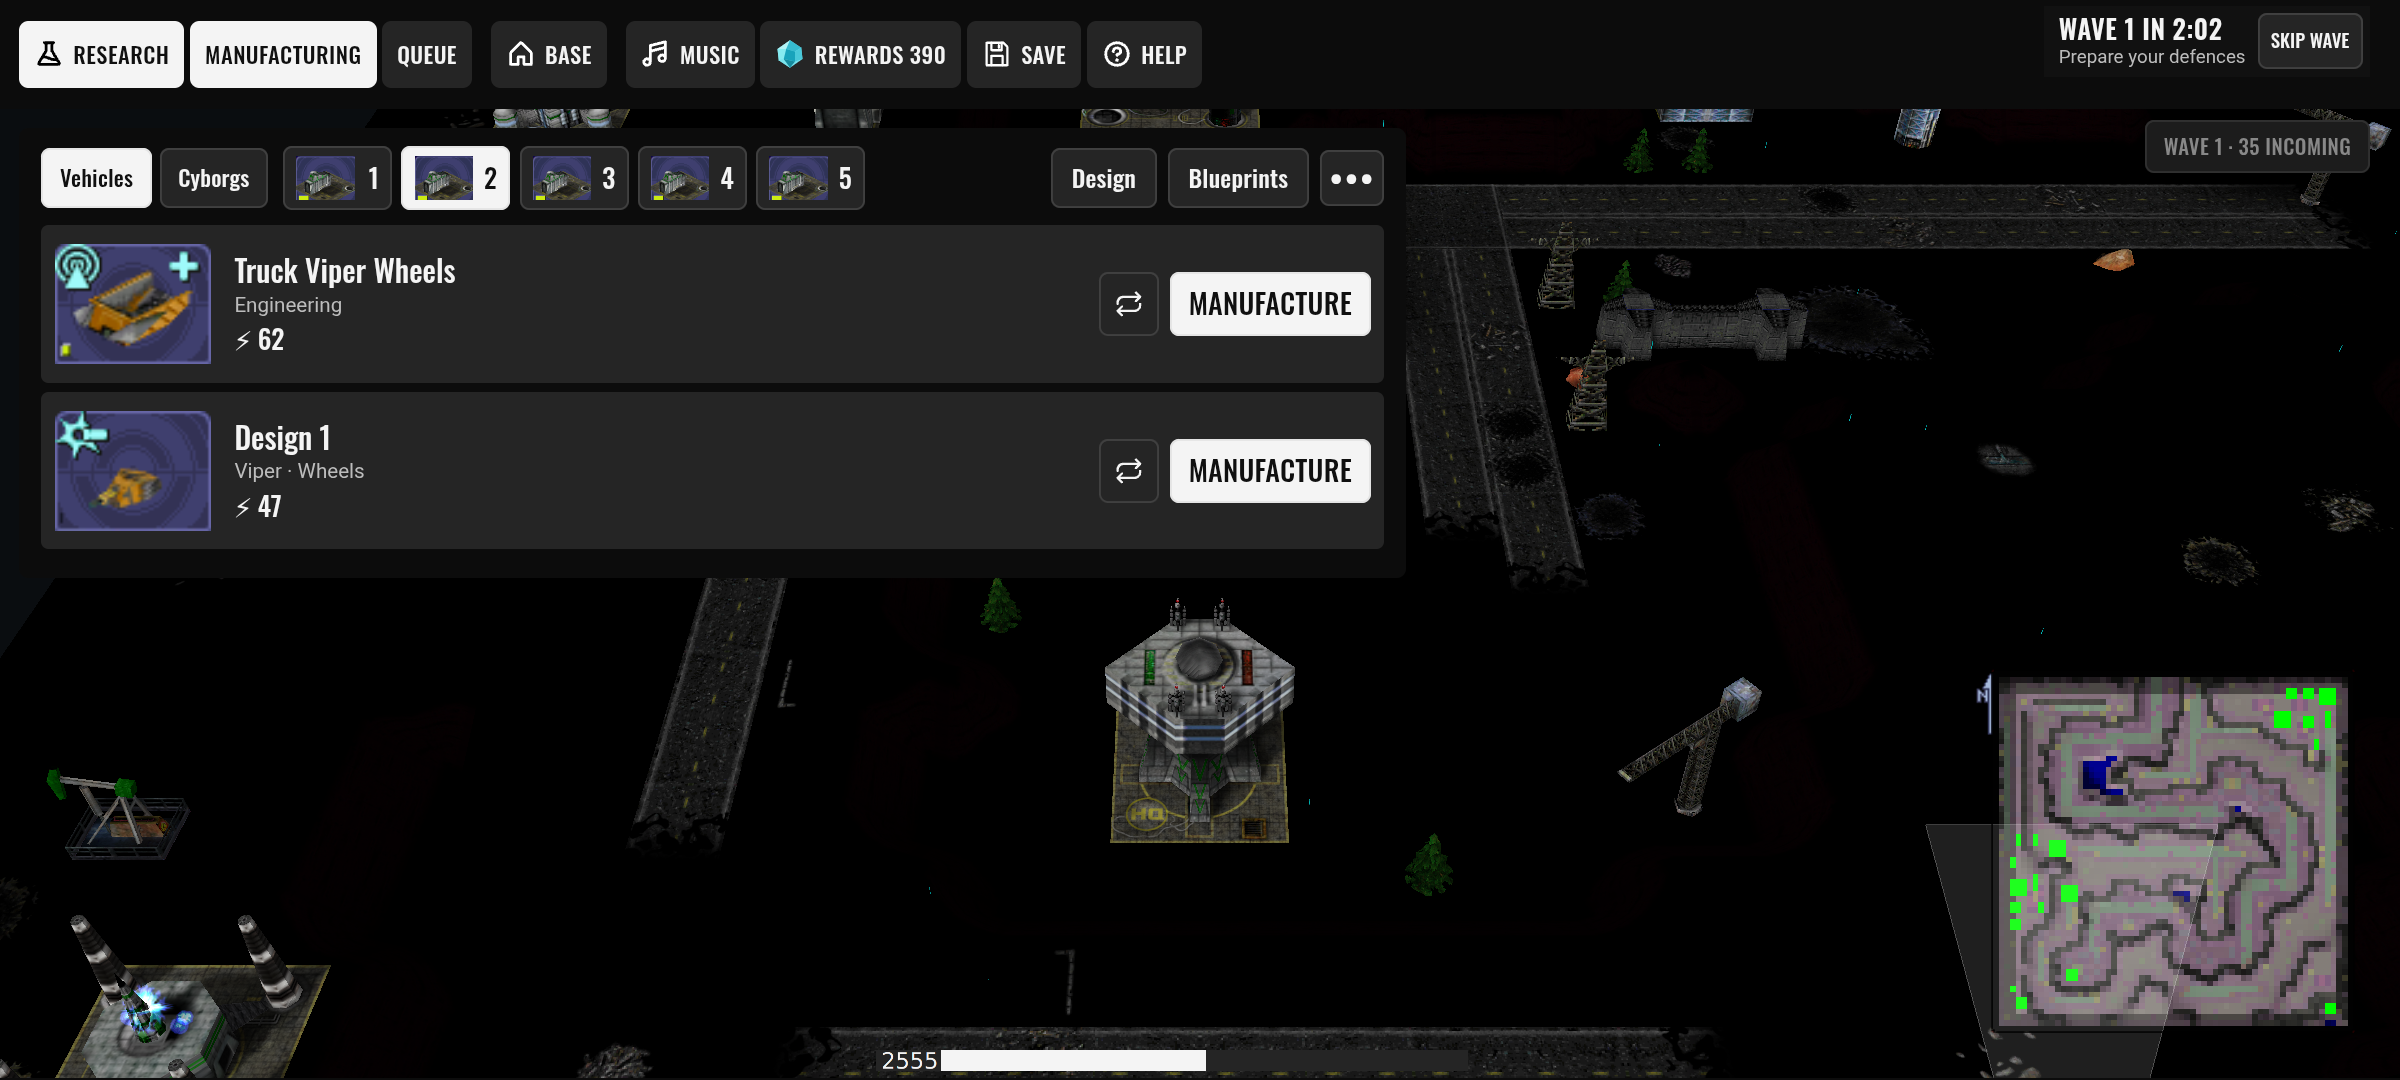 RESEARCH
MANUFACTURING
QUEUE
BASE
MUSIC
REWARDS 390
SAVE
HELP
WAVE 1 IN 2:02
Prepare your defences
SKIP WAVE
WAVE 1 · 35 INCOMING
Vehicles
Cyborgs
1
2
3
4
5
Design
Blueprints
Truck Viper Wheels
Engineering
62
MANUFACTURE
Design 1
Viper · Wheels
47
MANUFACTURE
HQ
N
2555